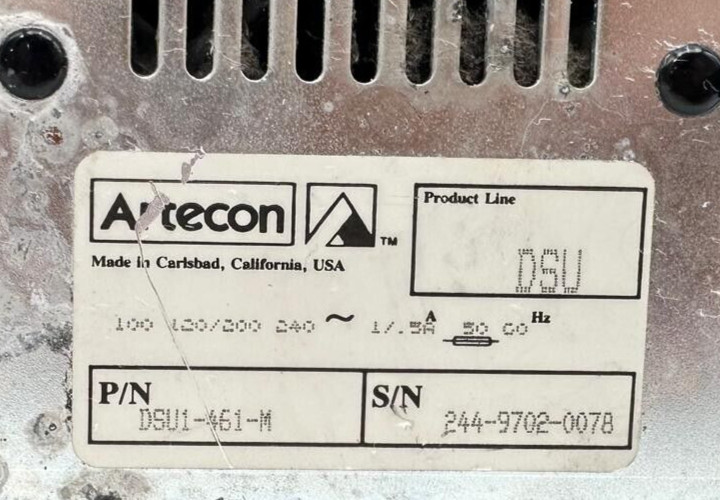 Artecon ™
Made in Carlsbad, California, USA
Product Line
DSU
100 120/200 240 ~ 1/.5A A 50 60 Hz
P/N
DSU1-461-M
S/N
244-9702-0078